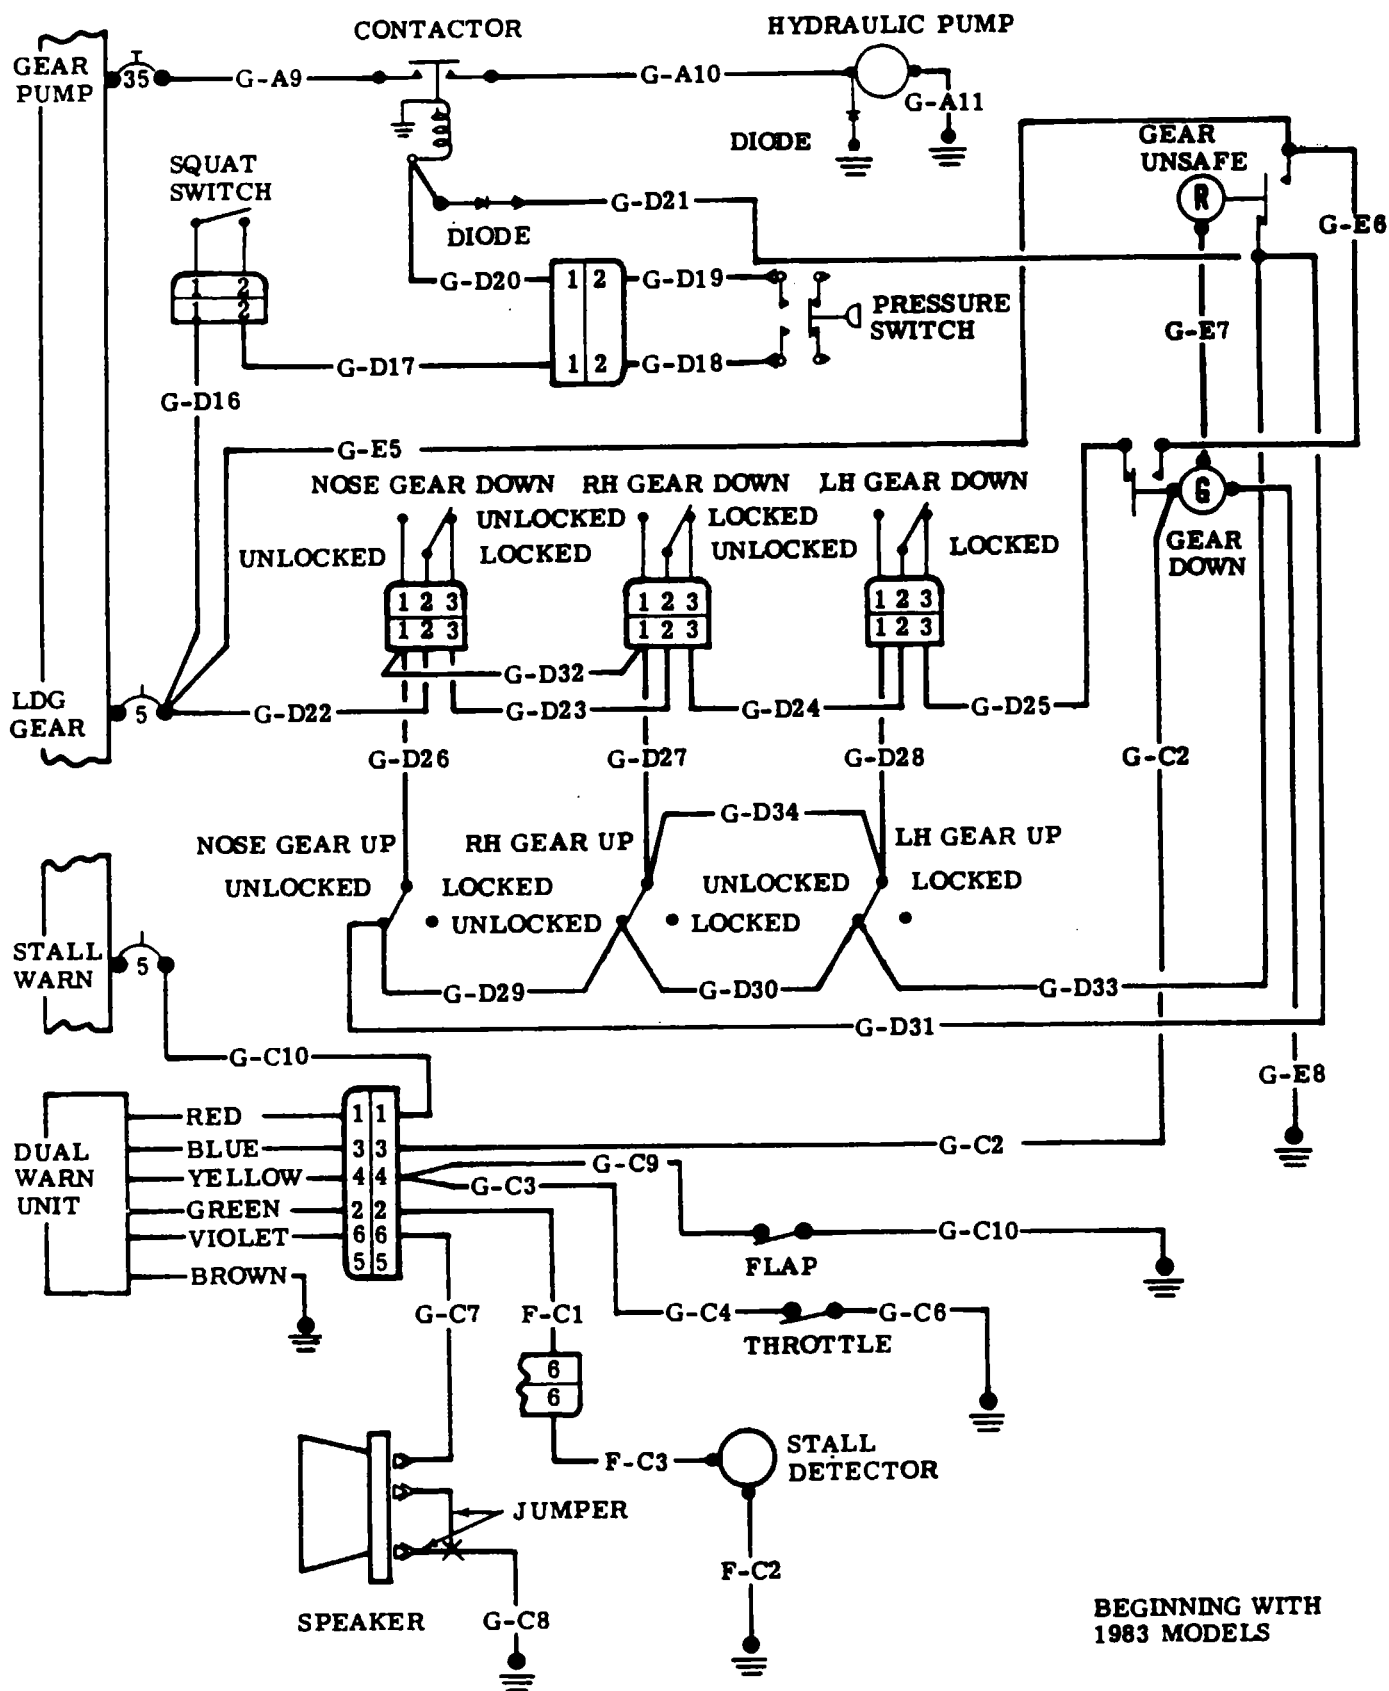 CONTACTOR
HYDRAULIC PUMP
GEAR
PUMP
35
G-A9
G-A10
G-A11
DIODE
GEAR
UNSAFE
R
SQUAT
SWITCH
G-D21
G-E6
DIODE
1 2
1 2
G-D20
1 2
G-D19
PRESSURE
SWITCH
G-E7
G-D17
1 2
G-D18
G-D16
G-E5
NOSE GEAR DOWN
RH GEAR DOWN
LH GEAR DOWN
G
UNLOCKED
LOCKED
UNLOCKED
LOCKED
UNLOCKED
LOCKED
GEAR
DOWN
1 2 3
1 2 3
1 2 3
1 2 3
1 2 3
1 2 3
G-D32
LDG
GEAR
5
G-D22
G-D23
G-D24
G-D25
G-D26
G-D27
G-D28
G-C2
G-D34
NOSE GEAR UP
RH GEAR UP
LH GEAR UP
UNLOCKED
LOCKED
UNLOCKED
LOCKED
UNLOCKED
LOCKED
STALL
WARN
5
G-D29
G-D30
G-D33
G-D31
G-C10
G-E8
DUAL
WARN
UNIT
RED
1 1
BLUE
3 3
G-C2
YELLOW
4 4
G-C9
G-C3
GREEN
2 2
VIOLET
6 6
5 5
BROWN
G-C10
FLAP
G-C7
F-C1
G-C4
G-C6
THROTTLE
6
6
F-C3
STALL
DETECTOR
JUMPER
F-C2
SPEAKER
G-C8
BEGINNING WITH
1983 MODELS